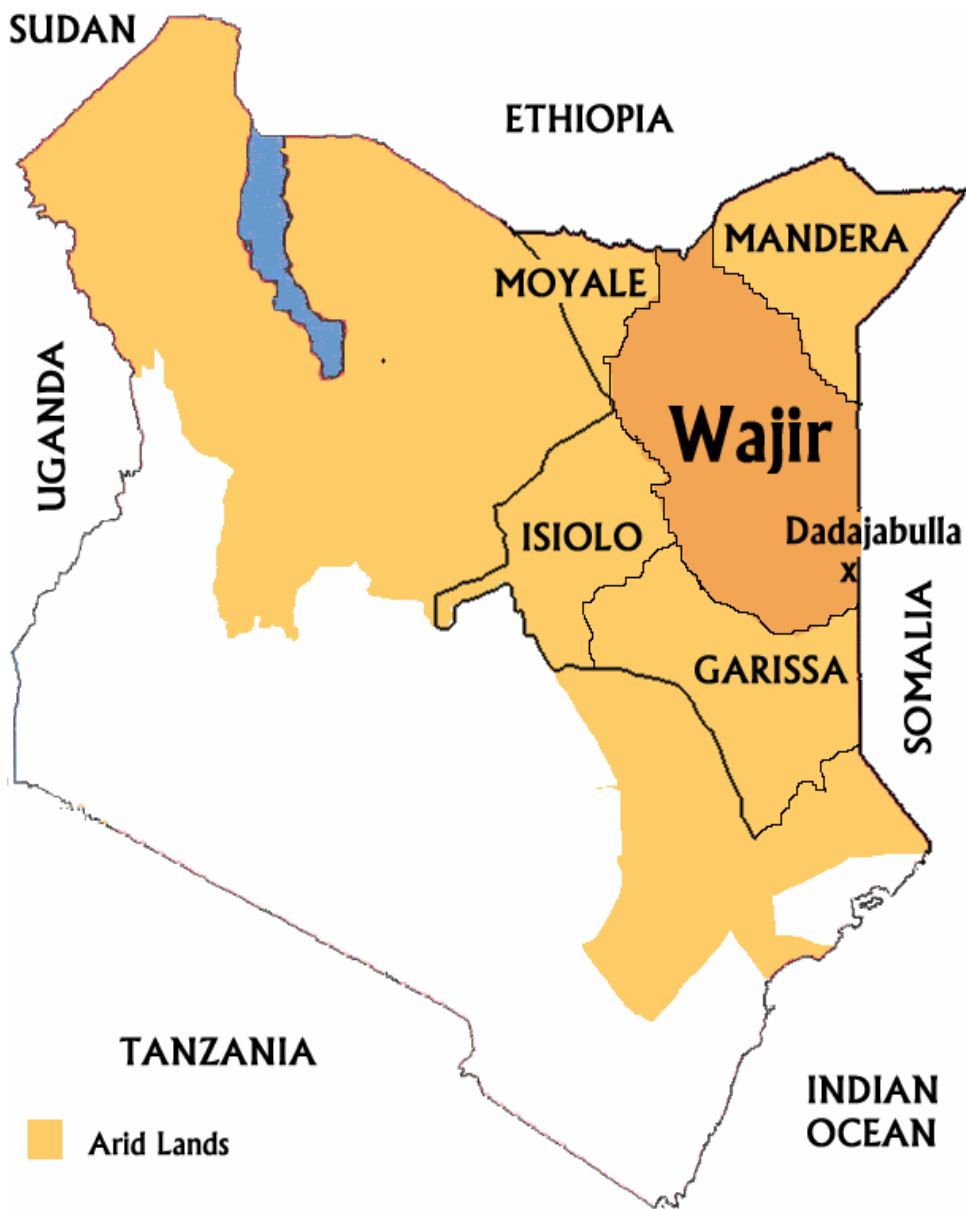 SUDAN
ETHIOPIA
MANDERA
MOYALE
UGANDA
Wajir
Dadajabulla
x
ISIOLO
GARISSA
SOMALIA
TANZANIA
INDIAN
OCEAN
Arid Lands